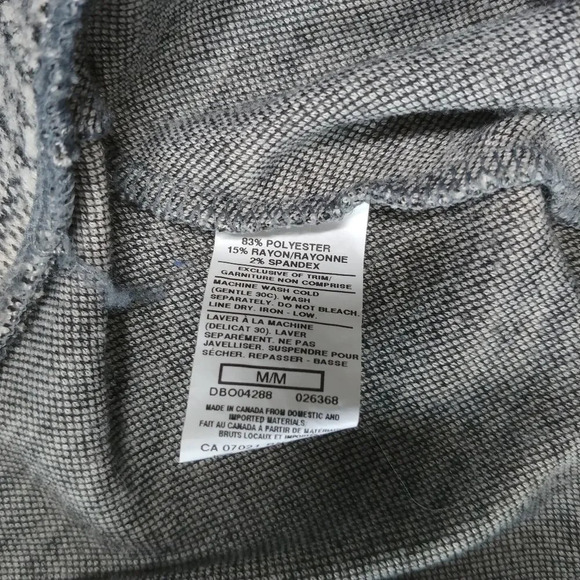 83% POLYESTER
15% RAYON/RAYONNE
2% SPANDEX
EXCLUSIVE OF TRIM/
GARNITURE NON COMPRISE
MACHINE WASH COLD
(GENTLE 30C). WASH
SEPARATELY. DO NOT BLEACH.
LINE DRY. IRON - LOW.
LAVER À LA MACHINE
(DELICAT 30). LAVER
SEPAREMENT. NE PAS
JAVELLISER. SUSPENDRE POUR
SÉCHER. REPASSER - BASSE
M/M
DBO04288 026368
MADE IN CANADA FROM DOMESTIC AND
IMPORTED MATERIALS
FAIT AU CANADA A PARTIR DE
BRUTS LOCAUX ET
CA